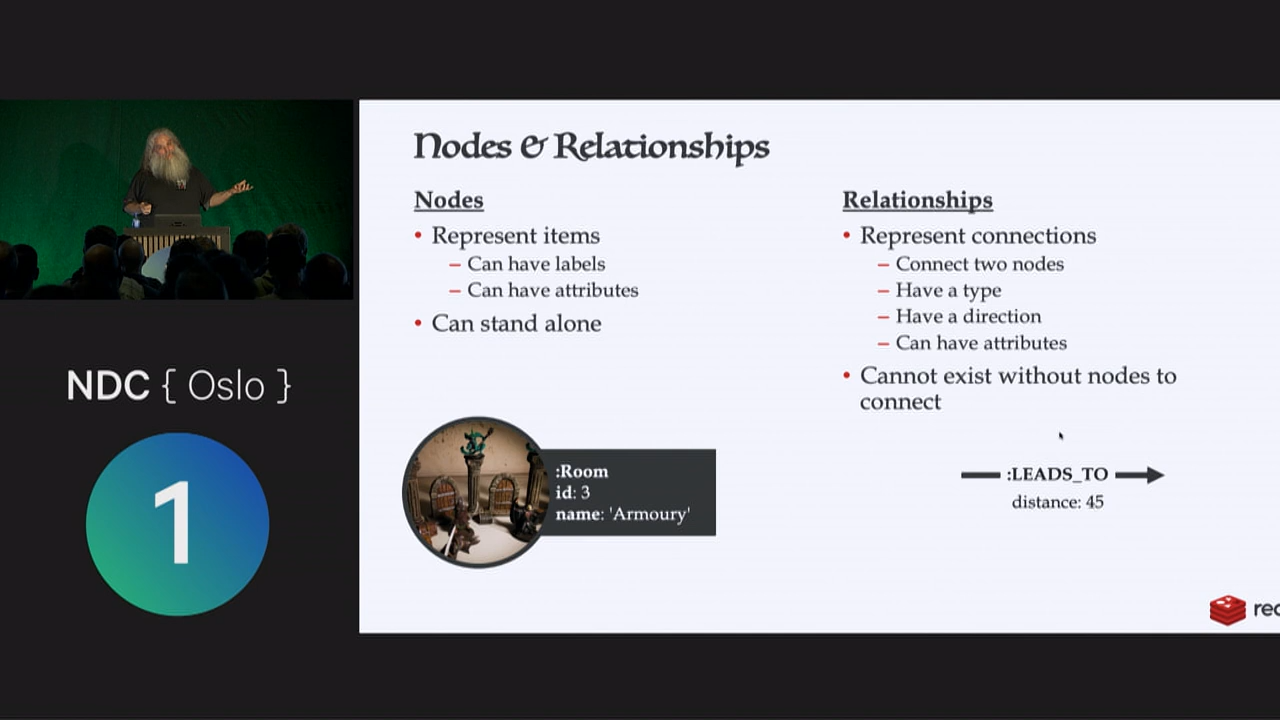 Nodes & Relationships
Nodes
• Represent items
– Can have labels
– Can have attributes
• Can stand alone
Relationships
• Represent connections
– Connect two nodes
– Have a type
– Have a direction
– Can have attributes
• Cannot exist without nodes to
connect
:Room
id: 3
name: 'Armoury'
:LEADS_TO
distance: 45
NDC { Oslo }
1